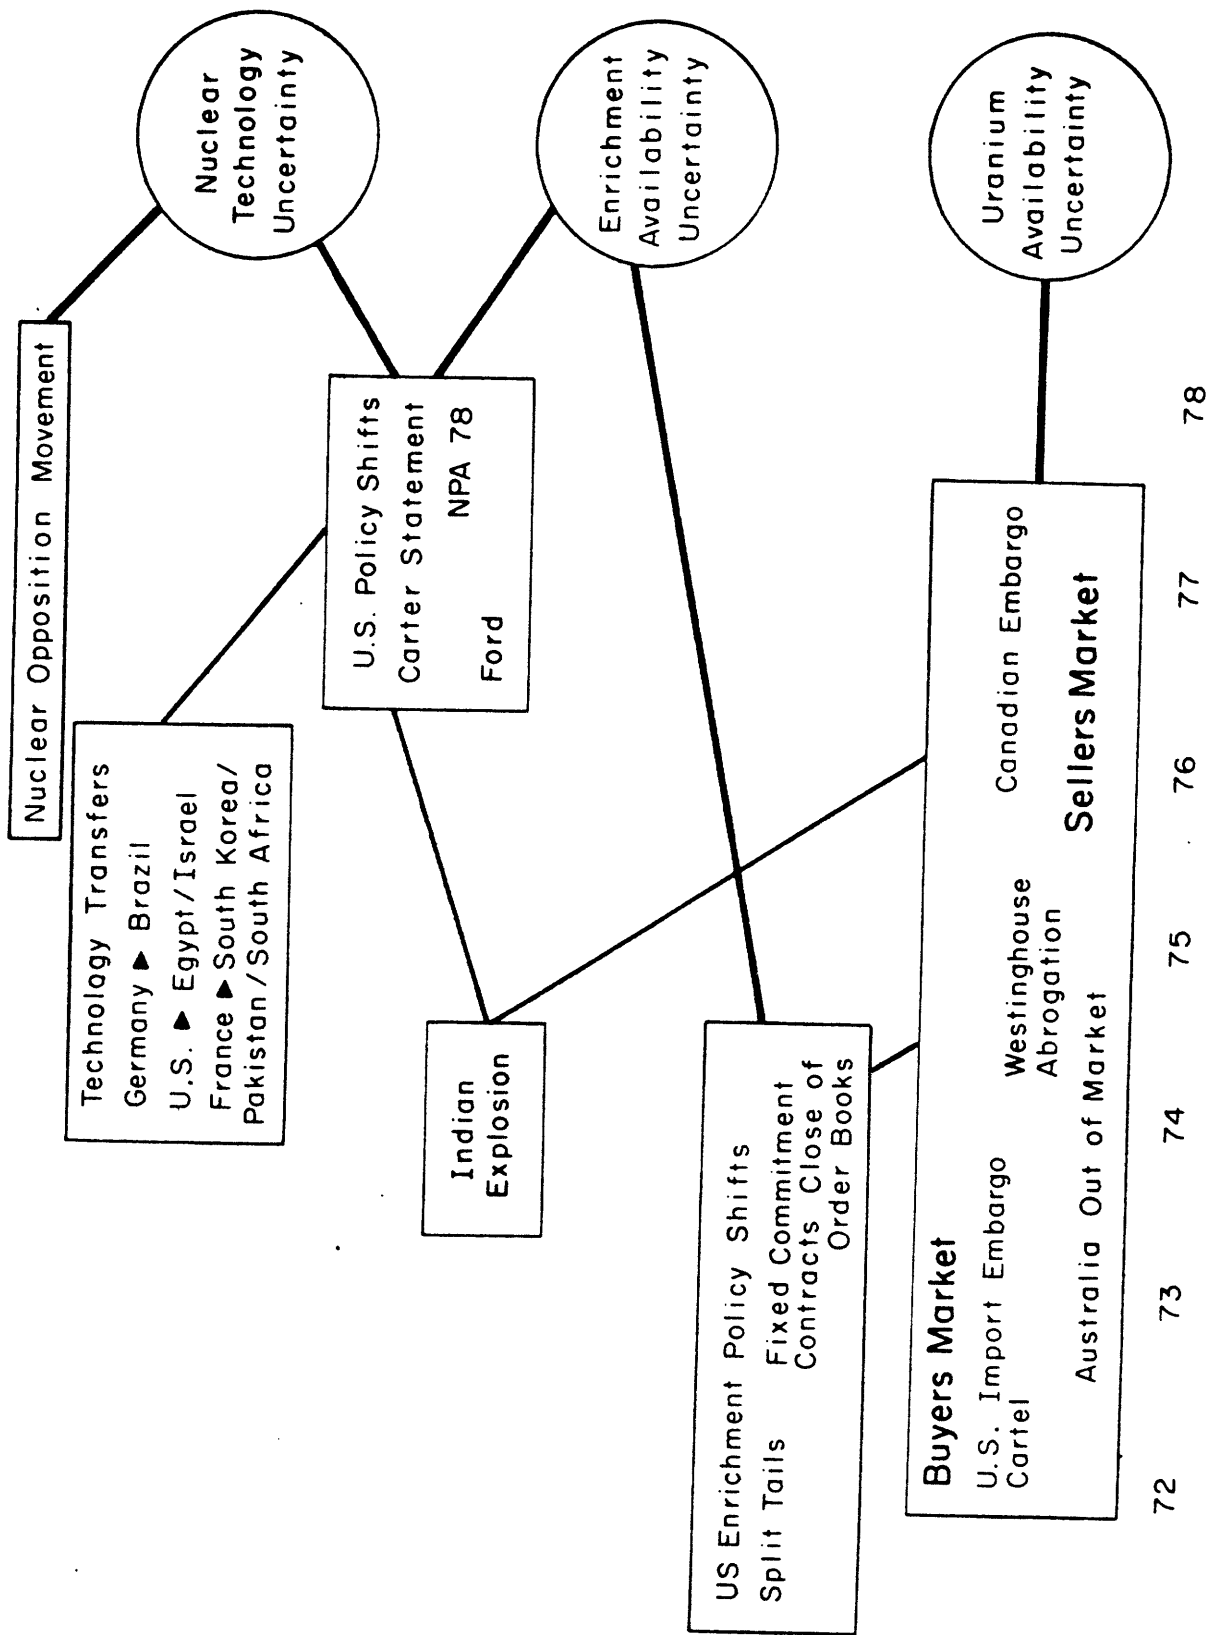 Nuclear Opposition Movement
Technology Transfers
Germany ▶ Brazil
U.S. ▶ Egypt/Israel
France ▶ South Korea/
Pakistan/South Africa
Nuclear
Technology
Uncertainty
U.S. Policy Shifts
Carter Statement
NPA 78
Ford
Indian
Explosion
Enrichment
Availability
Uncertainty
US Enrichment Policy Shifts
Split Tails Fixed Commitment
Contracts Close of
Order Books
Uranium
Availability
Uncertainty
Buyers Market
U.S. Import Embargo
Cartel
Westinghouse
Abrogation
Canadian Embargo
Australia Out of Market
Sellers Market
72 73 74 75 76 77 78